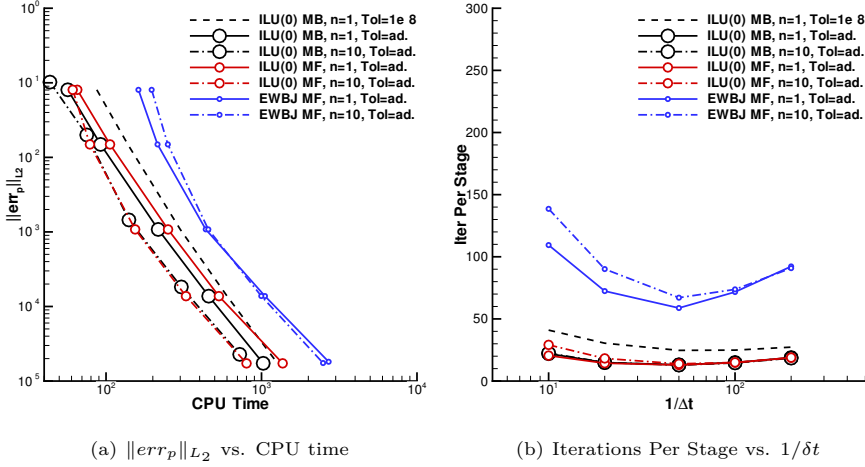 ILU(0) MB, n=1, Tol=1e 8
ILU(0) MB, n=1, Tol=ad.
ILU(0) MB, n=10, Tol=ad.
ILU(0) MF, n=1, Tol=ad.
ILU(0) MF, n=10, Tol=ad.
EWBJ MF, n=1, Tol=ad.
EWBJ MF, n=10, Tol=ad.
10^1
10^2
10^3
10^4
10^5
||err_p||_L2
10^2
10^3
10^4
CPU Time
(a) ‖err_p‖_{L_2} vs. CPU time
ILU(0) MB, n=1, Tol=1e 8
ILU(0) MB, n=1, Tol=ad.
ILU(0) MB, n=10, Tol=ad.
ILU(0) MF, n=1, Tol=ad.
ILU(0) MF, n=10, Tol=ad.
EWBJ MF, n=1, Tol=ad.
EWBJ MF, n=10, Tol=ad.
300
250
200
150
100
50
0
Iter Per Stage
10^1
10^2
1/Δt
(b) Iterations Per Stage vs. 1/δt